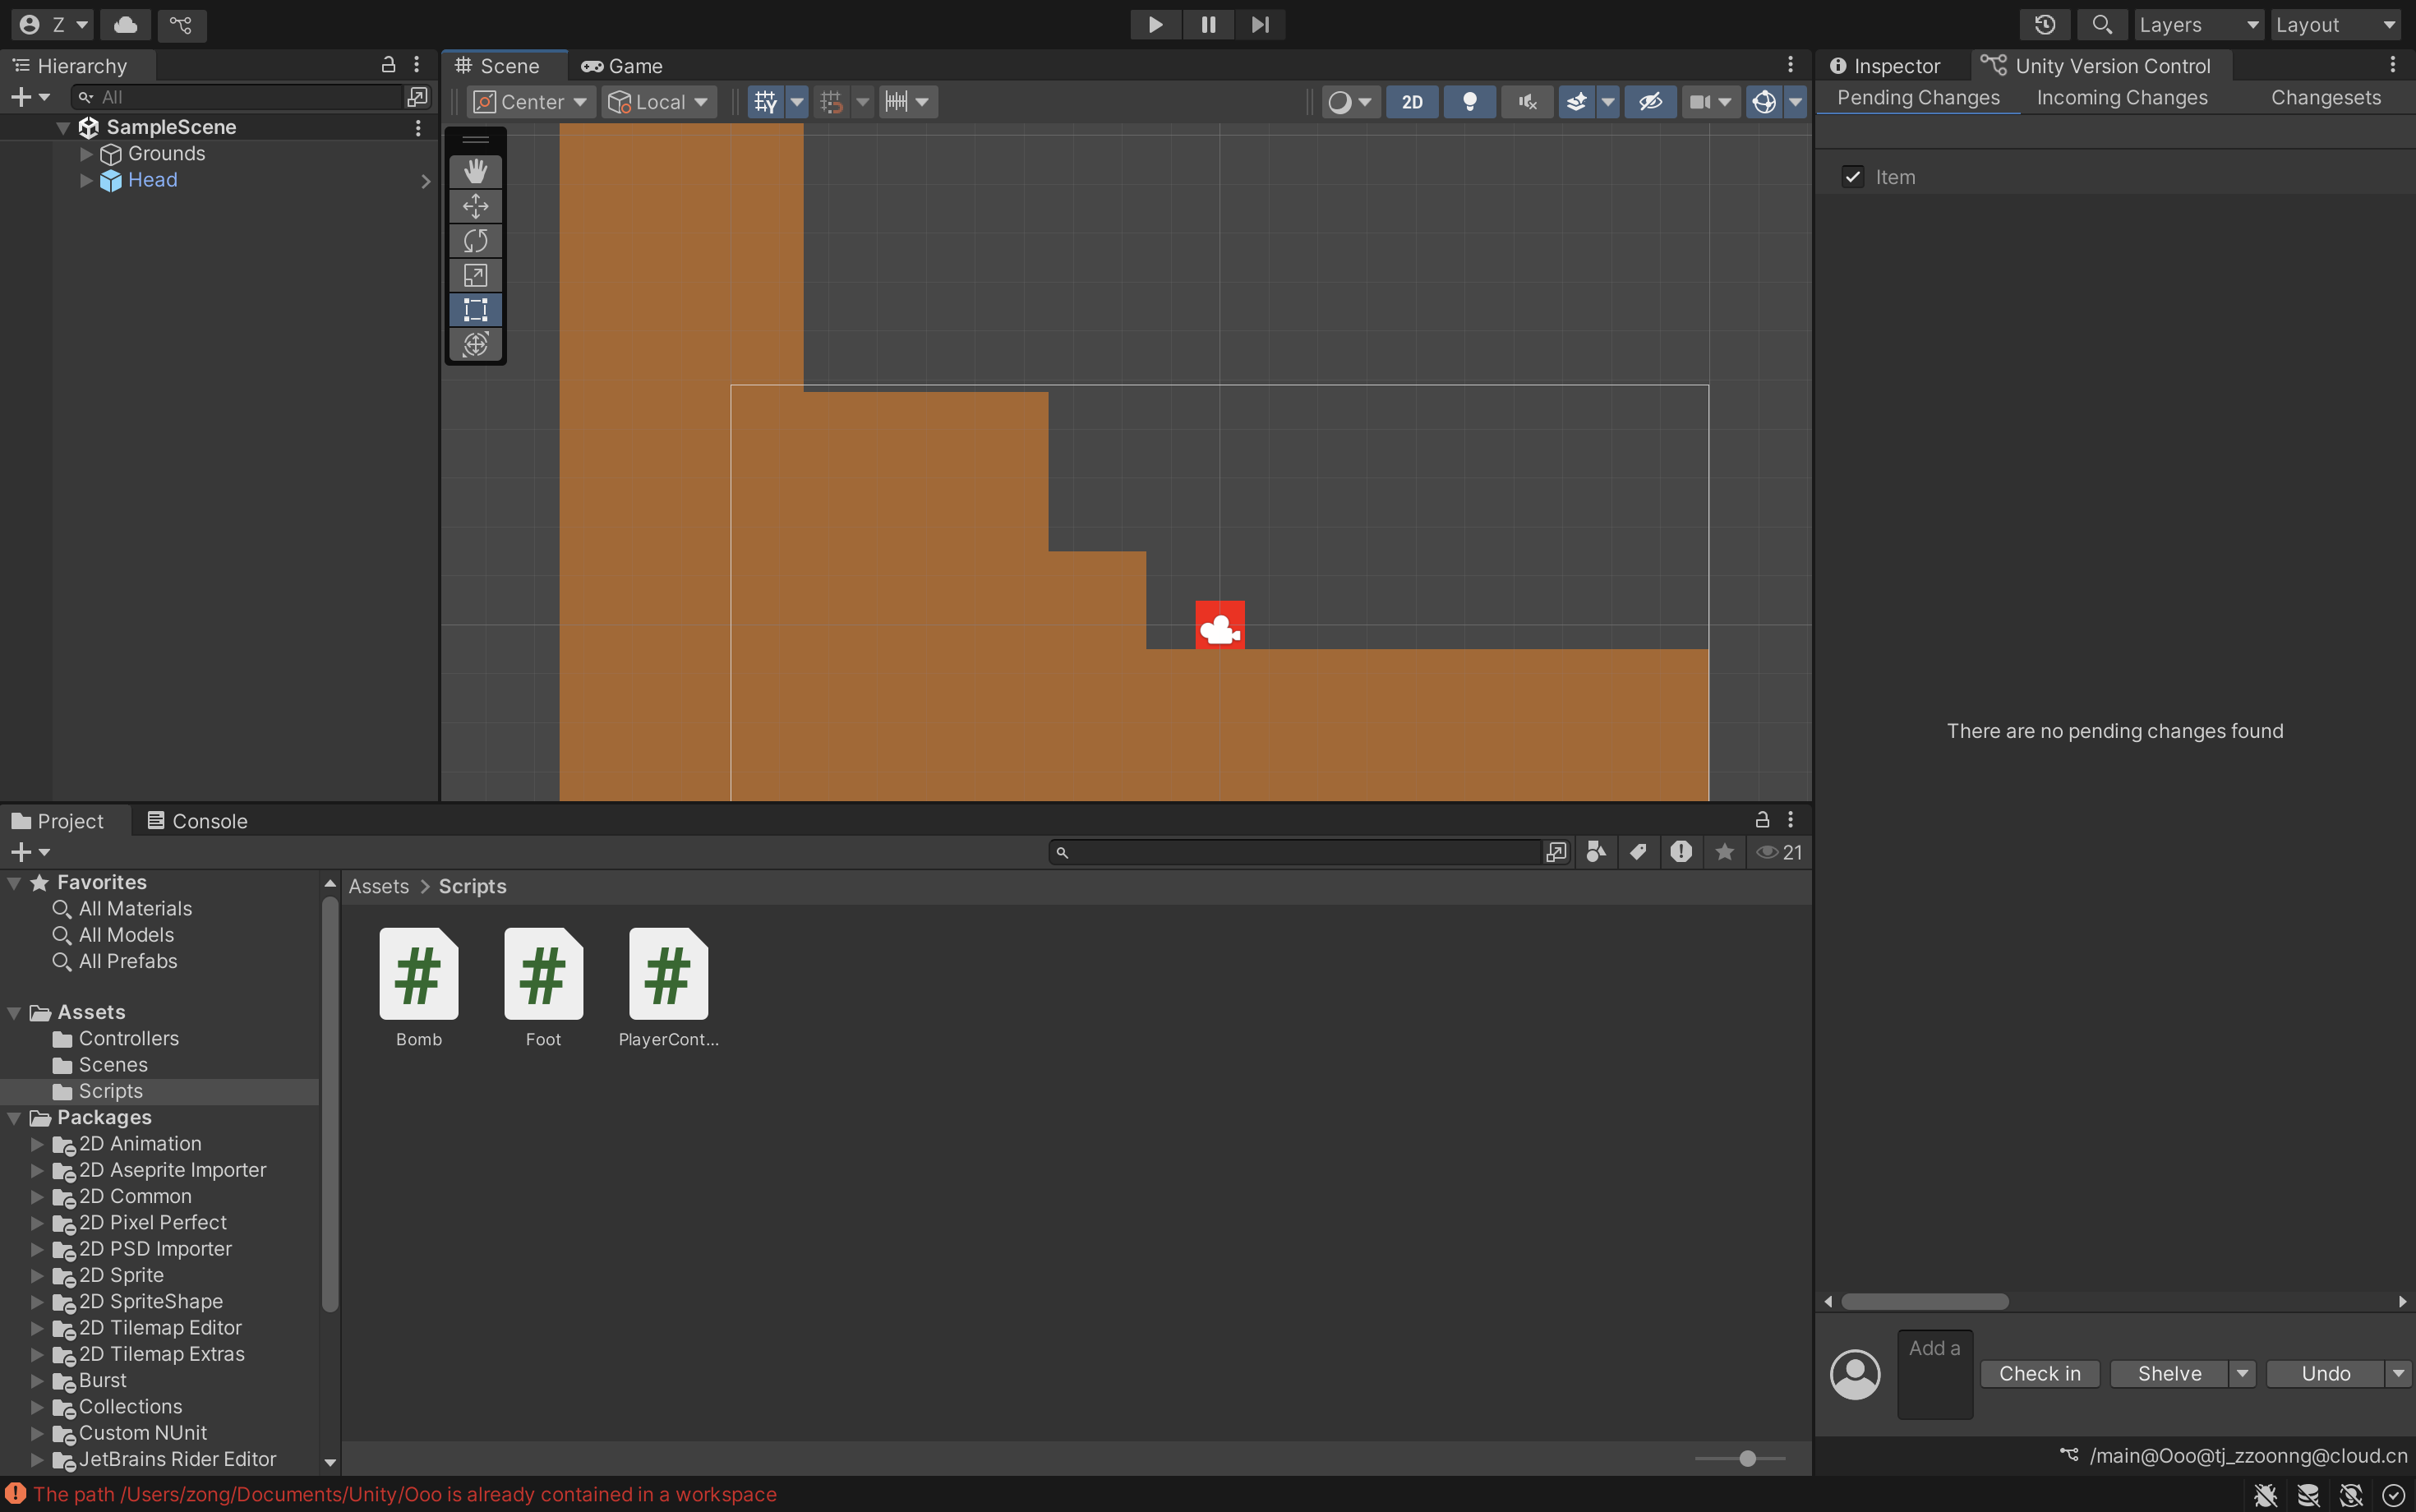 Z
Layers
Layout
Hierarchy
All
SampleScene
Grounds
Head
Scene
Game
Center
Local
2D
Inspector
Unity Version Control
Pending Changes
Incoming Changes
Changesets
Item
There are no pending changes found
Add a
Check in
Shelve
Undo
/main@Ooo@tj_zzoonng@cloud.cn
Project
Console
21
Favorites
All Materials
All Models
All Prefabs
Assets
Controllers
Scenes
Scripts
Packages
2D Animation
2D Aseprite Importer
2D Common
2D Pixel Perfect
2D PSD Importer
2D Sprite
2D SpriteShape
2D Tilemap Editor
2D Tilemap Extras
Burst
Collections
Custom NUnit
JetBrains Rider Editor
Assets > Scripts
Bomb
Foot
PlayerCont...
The path /Users/zong/Documents/Unity/Ooo is already contained in a workspace